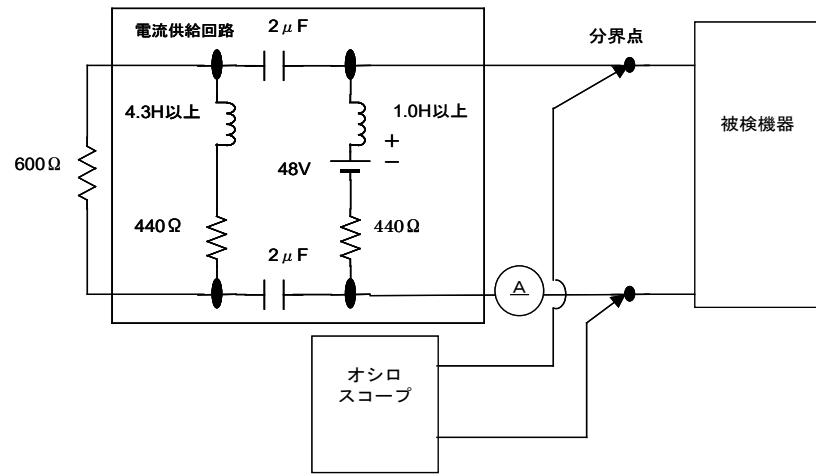 電流供給回路
2μF
分界点
4.3H以上
1.0H以上
被検機器
+
−
600Ω
48V
440Ω
440Ω
2μF
A
オシロ
スコープ